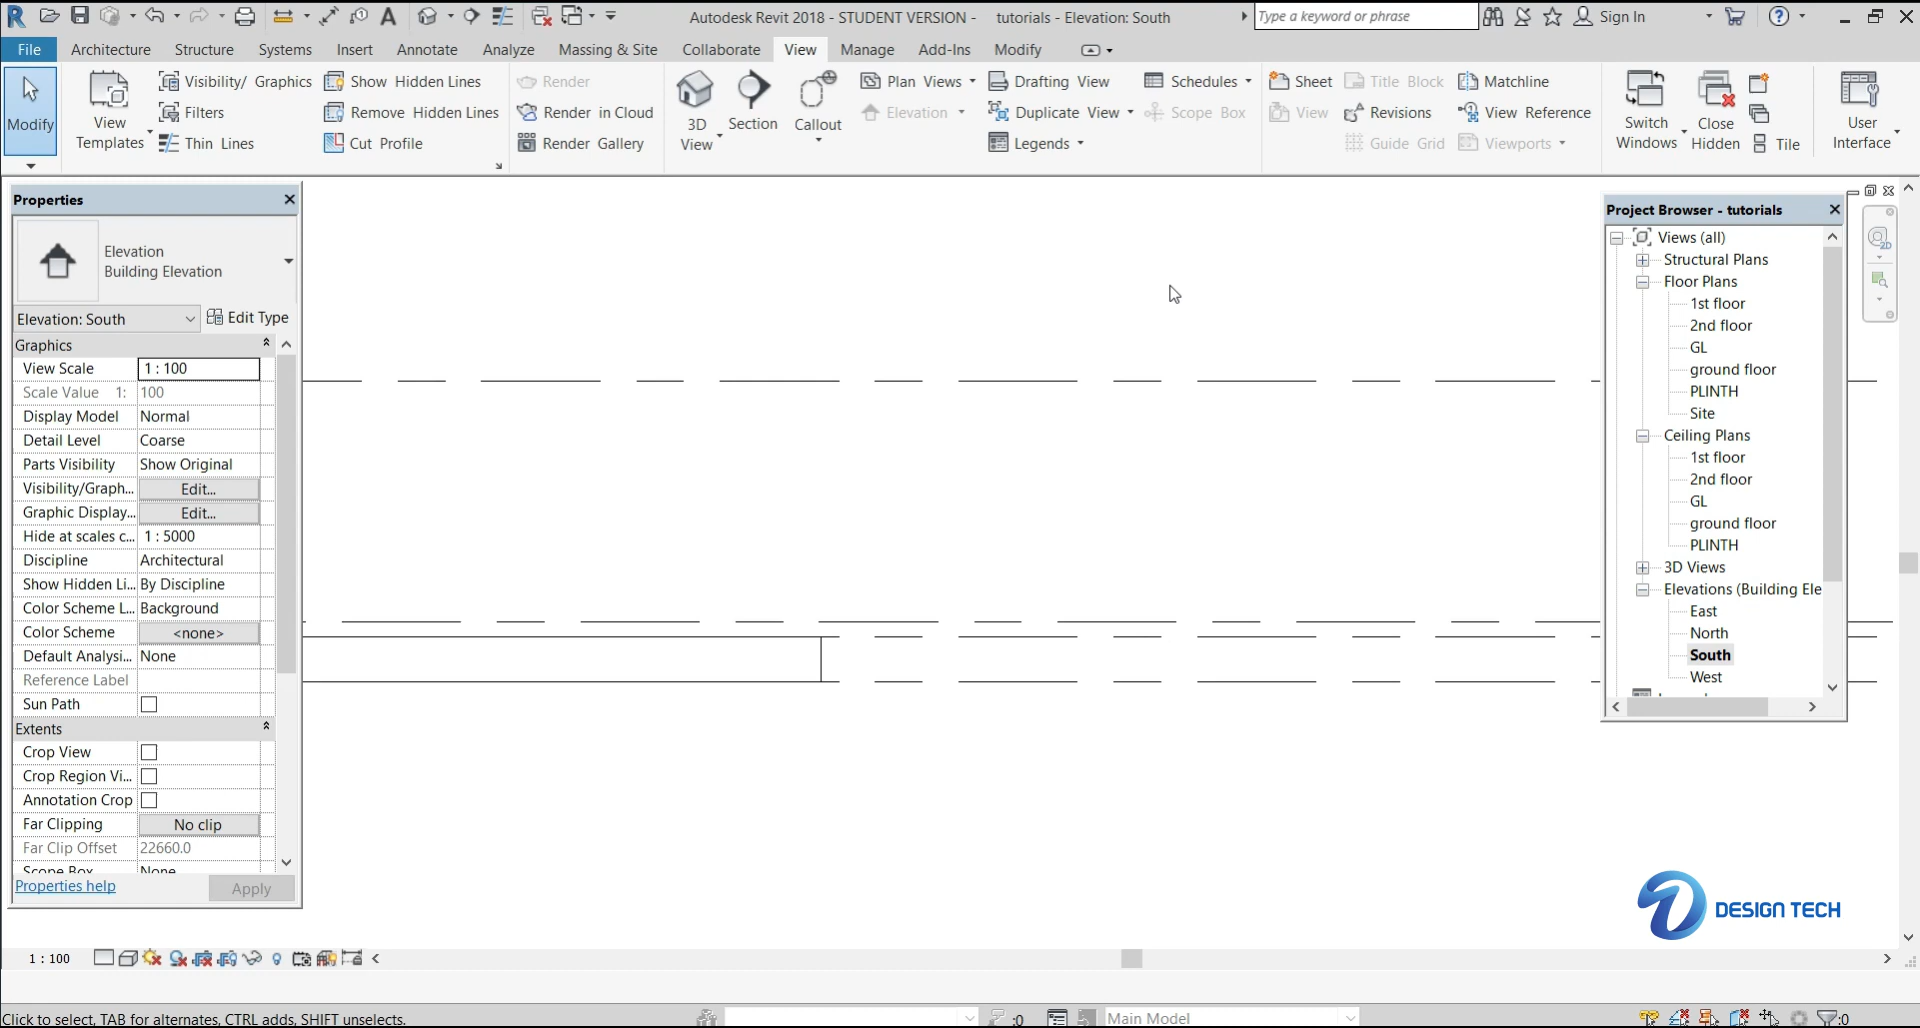 Autodesk Revit 2018 - STUDENT VERSION - tutorials - Elevation: South
Type a keyword or phrase
Sign In
File Architecture Structure Systems Insert Annotate Analyze Massing & Site Collaborate View Manage Add-Ins Modify
Modify
View
Templates
Visibility/ Graphics
Filters
Thin Lines
Show Hidden Lines
Remove Hidden Lines
Cut Profile
Render
Render in Cloud
Render Gallery
3D
View
Section
Callout
Plan Views
Elevation
Drafting View
Duplicate View
Legends
Schedules
Scope Box
Sheet
View
Title Block
Revisions
Guide Grid
Matchline
View Reference
Viewports
Switch
Windows
Close
Hidden
Tile
User
Interface
Properties
Elevation
Building Elevation
Elevation: South
Edit Type
Graphics
View Scale 1 : 100
Scale Value 1: 100
Display Model Normal
Detail Level Coarse
Parts Visibility Show Original
Visibility/Graph... Edit...
Graphic Display... Edit...
Hide at scales c... 1 : 5000
Discipline Architectural
Show Hidden Li... By Discipline
Color Scheme L... Background
Color Scheme <none>
Default Analysi... None
Reference Label
Sun Path
Extents
Crop View
Crop Region Vi...
Annotation Crop
Far Clipping No clip
Far Clip Offset 22660.0
Scope Box None
Properties help
Apply
Project Browser - tutorials
Views (all)
Structural Plans
Floor Plans
1st floor
2nd floor
GL
ground floor
PLINTH
Site
Ceiling Plans
1st floor
2nd floor
GL
ground floor
PLINTH
3D Views
Elevations (Building Ele
East
North
South
West
2D
DESIGN TECH
1 : 100
Click to select, TAB for alternates, CTRL adds, SHIFT unselects.
:0
Main Model
:0